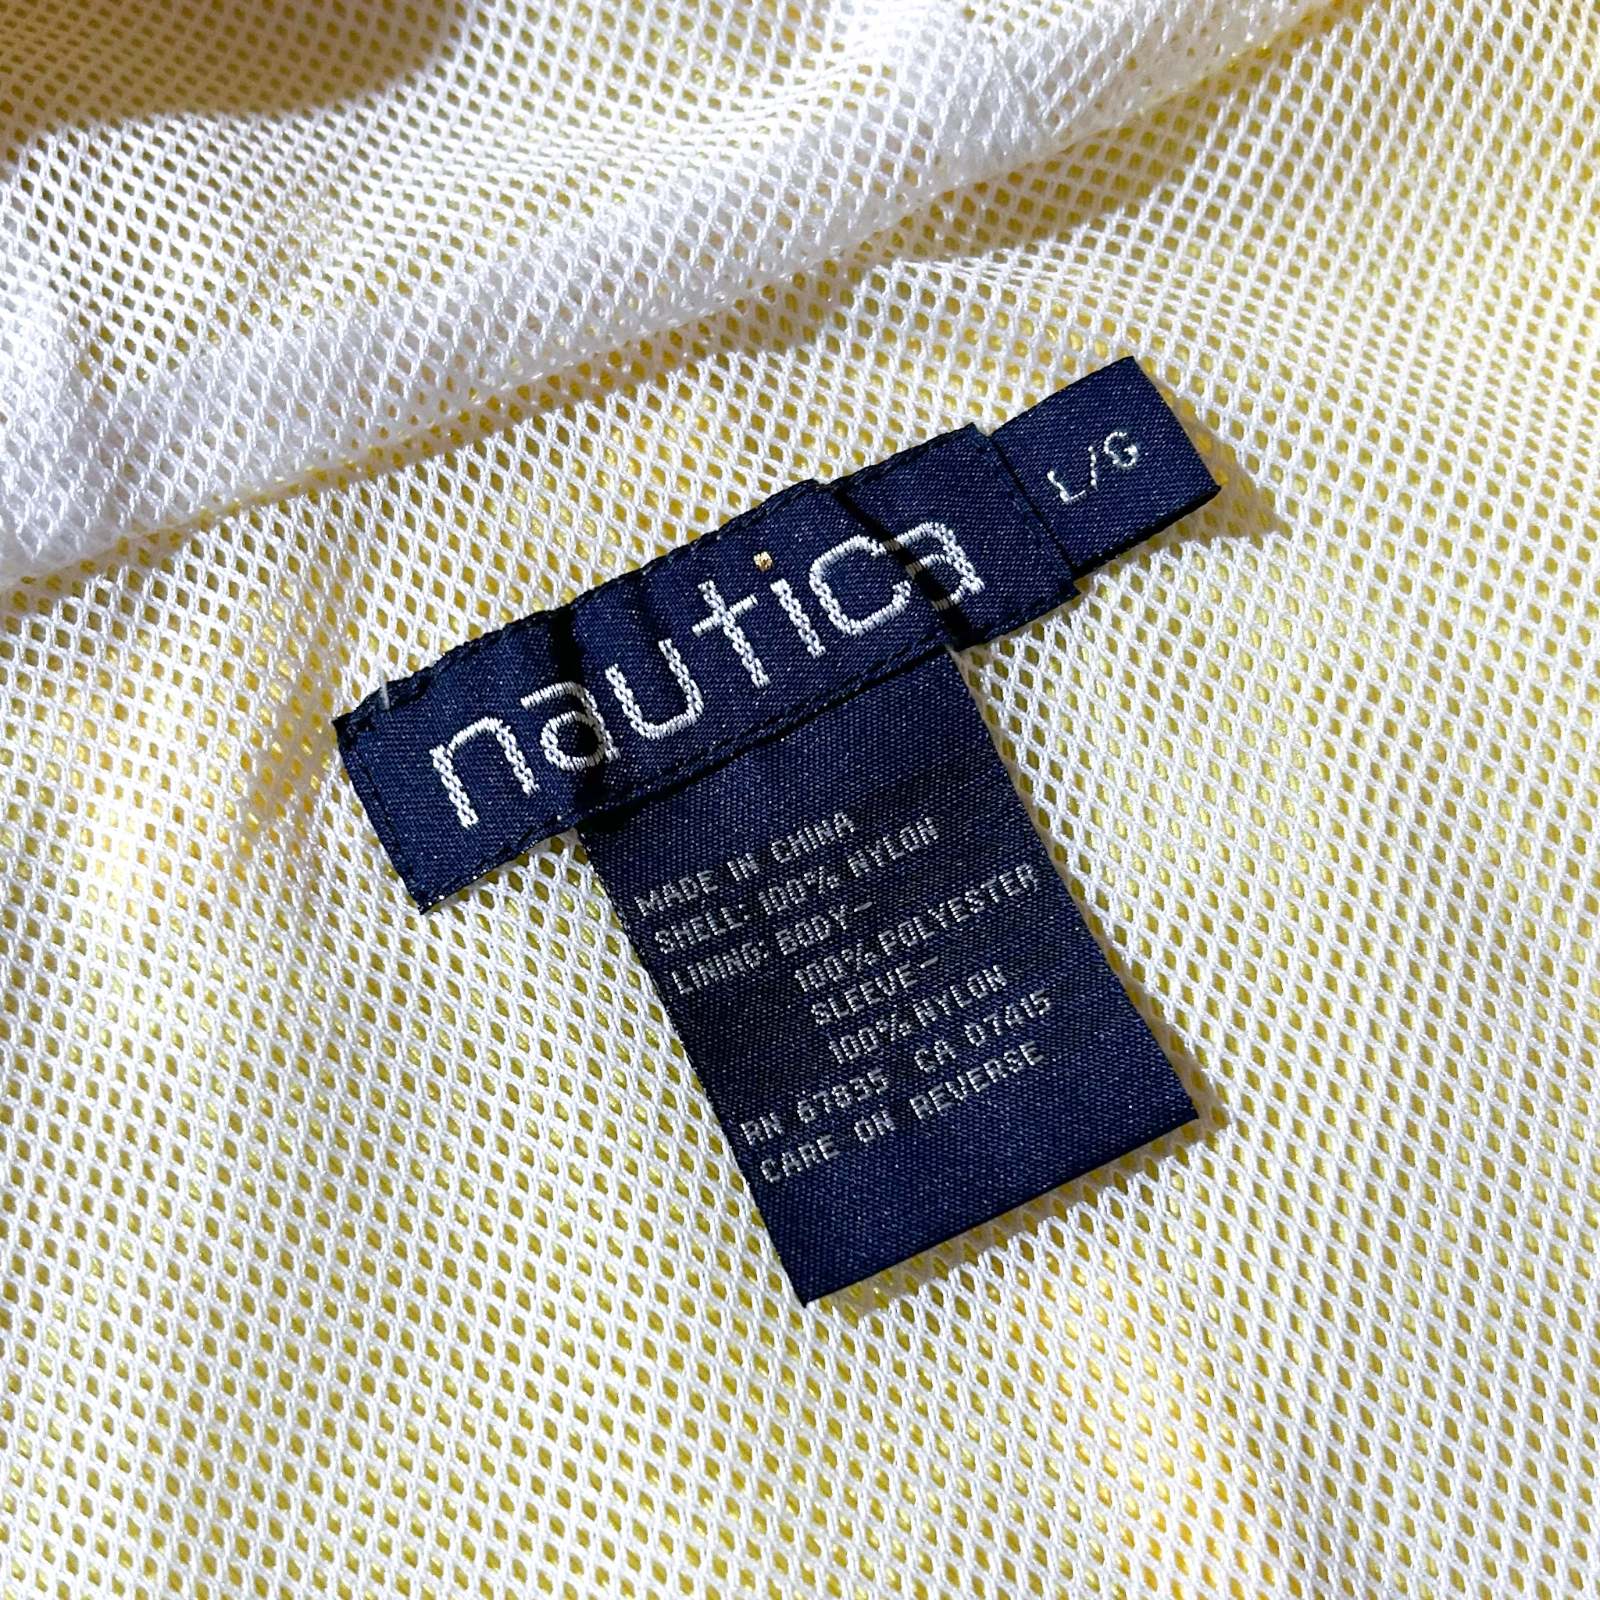 nautica
L/G
MADE IN CHINA
SHELL: 100% NYLON
LINING: BODY-
100% POLYESTER
SLEEVE-
100% NYLON
RN 67835 CA 07415
CARE ON REVERSE